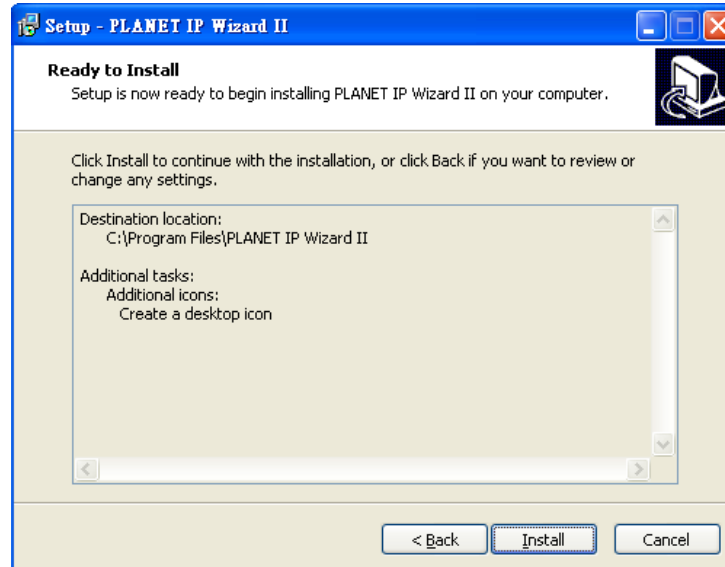 Setup - PLANET IP Wizard II
Ready to Install
Setup is now ready to begin installing PLANET IP Wizard II on your computer.
Click Install to continue with the installation, or click Back if you want to review or
change any settings.
Destination location:
C:\Program Files\PLANET IP Wizard II
Additional tasks:
Additional icons:
Create a desktop icon
< Back
Install
Cancel